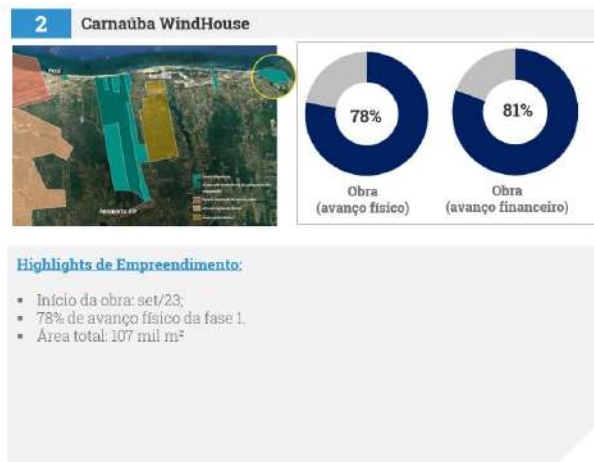 2 Carnaúba WindHouse
78%
81%
Obra
(avanço físico)
Obra
(avanço financeiro)
Highlights de Empreendimento:
▪ Início da obra: set/23;
▪ 78% de avanço físico da fase 1.
▪ Área total: 107 mil m²